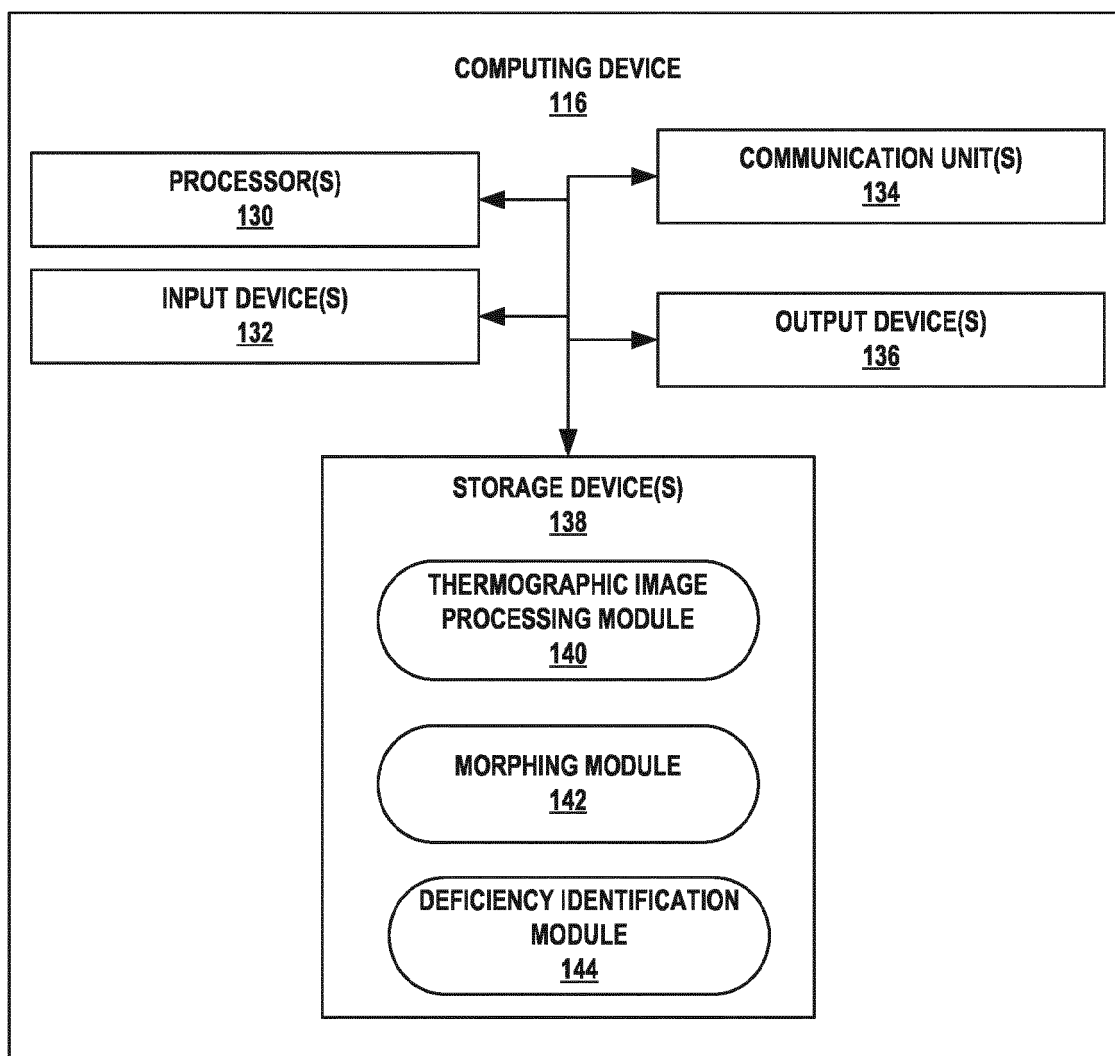 COMPUTING DEVICE
116
PROCESSOR(S)
130
COMMUNICATION UNIT(S)
134
INPUT DEVICE(S)
132
OUTPUT DEVICE(S)
136
STORAGE DEVICE(S)
138
THERMOGRAPHIC IMAGE
PROCESSING MODULE
140
MORPHING MODULE
142
DEFICIENCY IDENTIFICATION
MODULE
144